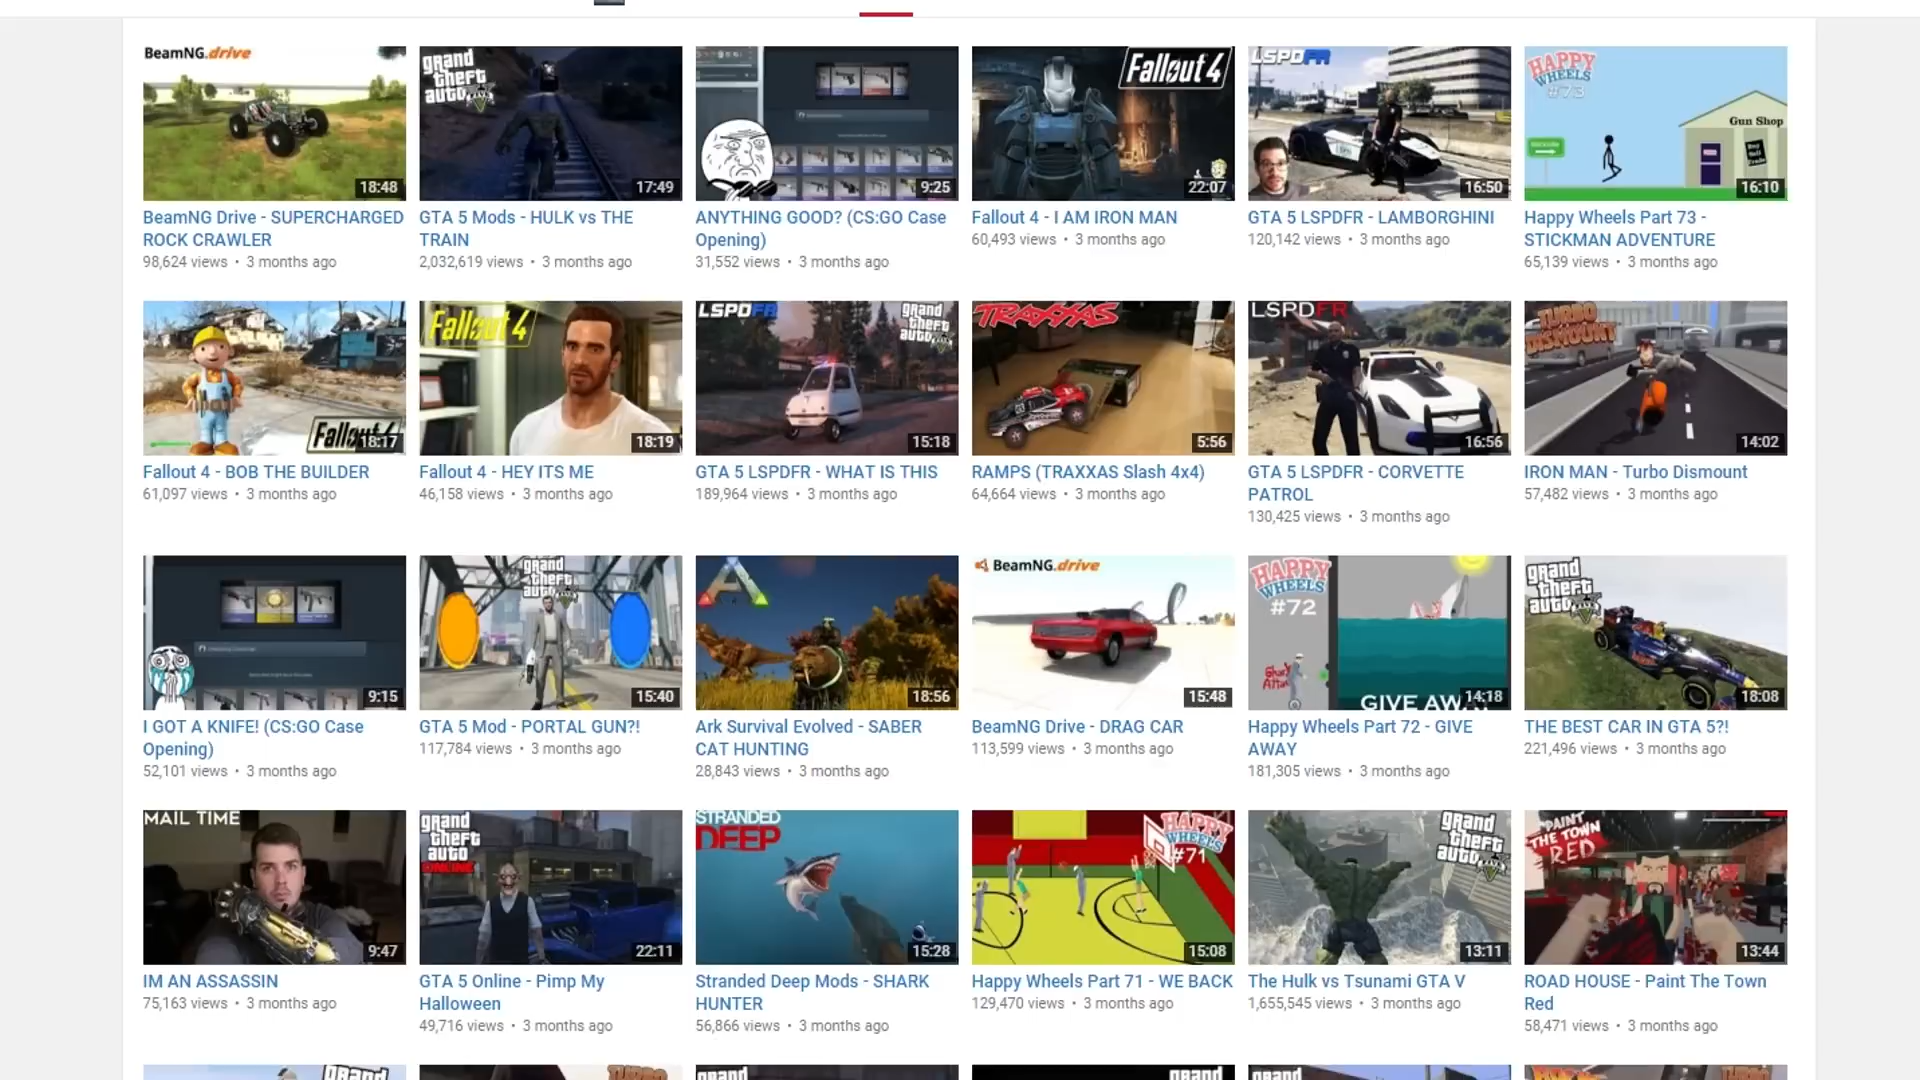 BeamNG.drive
18:48
BeamNG Drive - SUPERCHARGED
ROCK CRAWLER
98,624 views • 3 months ago
grand
theft
auto V
17:49
GTA 5 Mods - HULK vs THE
TRAIN
2,032,619 views • 3 months ago
9:25
ANYTHING GOOD? (CS:GO Case
Opening)
31,552 views • 3 months ago
Fallout 4
22:07
Fallout 4 - I AM IRON MAN
60,493 views • 3 months ago
LSPDFR
16:50
GTA 5 LSPDFR - LAMBORGHINI
120,142 views • 3 months ago
HAPPY
WHEELS
#73
Gun Shop
16:10
Happy Wheels Part 73 -
STICKMAN ADVENTURE
65,139 views • 3 months ago
Fallout 4
18:17
Fallout 4 - BOB THE BUILDER
61,097 views • 3 months ago
Fallout 4
18:19
Fallout 4 - HEY ITS ME
46,158 views • 3 months ago
LSPDFR
grand
theft
auto V
15:18
GTA 5 LSPDFR - WHAT IS THIS
189,964 views • 3 months ago
TRAXXAS
5:56
RAMPS (TRAXXAS Slash 4x4)
64,664 views • 3 months ago
LSPDFR
16:56
GTA 5 LSPDFR - CORVETTE
PATROL
130,425 views • 3 months ago
TURBO
DISMOUNT
14:02
IRON MAN - Turbo Dismount
57,482 views • 3 months ago
9:15
I GOT A KNIFE! (CS:GO Case
Opening)
52,101 views • 3 months ago
grand
theft
auto V
15:40
GTA 5 Mod - PORTAL GUN?!
117,784 views • 3 months ago
18:56
Ark Survival Evolved - SABER
CAT HUNTING
28,843 views • 3 months ago
BeamNG.drive
15:48
BeamNG Drive - DRAG CAR
113,599 views • 3 months ago
HAPPY
WHEELS
#72
GIVE AWAY
14:18
Happy Wheels Part 72 - GIVE
AWAY
181,305 views • 3 months ago
grand
theft
auto V
18:08
THE BEST CAR IN GTA 5?!
221,496 views • 3 months ago
MAIL TIME
9:47
IM AN ASSASSIN
75,163 views • 3 months ago
grand
theft
auto
ONLINE
22:11
GTA 5 Online - Pimp My
Halloween
49,716 views • 3 months ago
STRANDED
DEEP
15:28
Stranded Deep Mods - SHARK
HUNTER
56,866 views • 3 months ago
HAPPY
WHEELS
#71
15:08
Happy Wheels Part 71 - WE BACK
129,470 views • 3 months ago
grand
theft
auto V
13:11
The Hulk vs Tsunami GTA V
1,655,545 views • 3 months ago
PAINT
THE TOWN
RED
13:44
ROAD HOUSE - Paint The Town
Red
58,471 views • 3 months ago
grand
TURBO
grand
grand
grand
TURBO